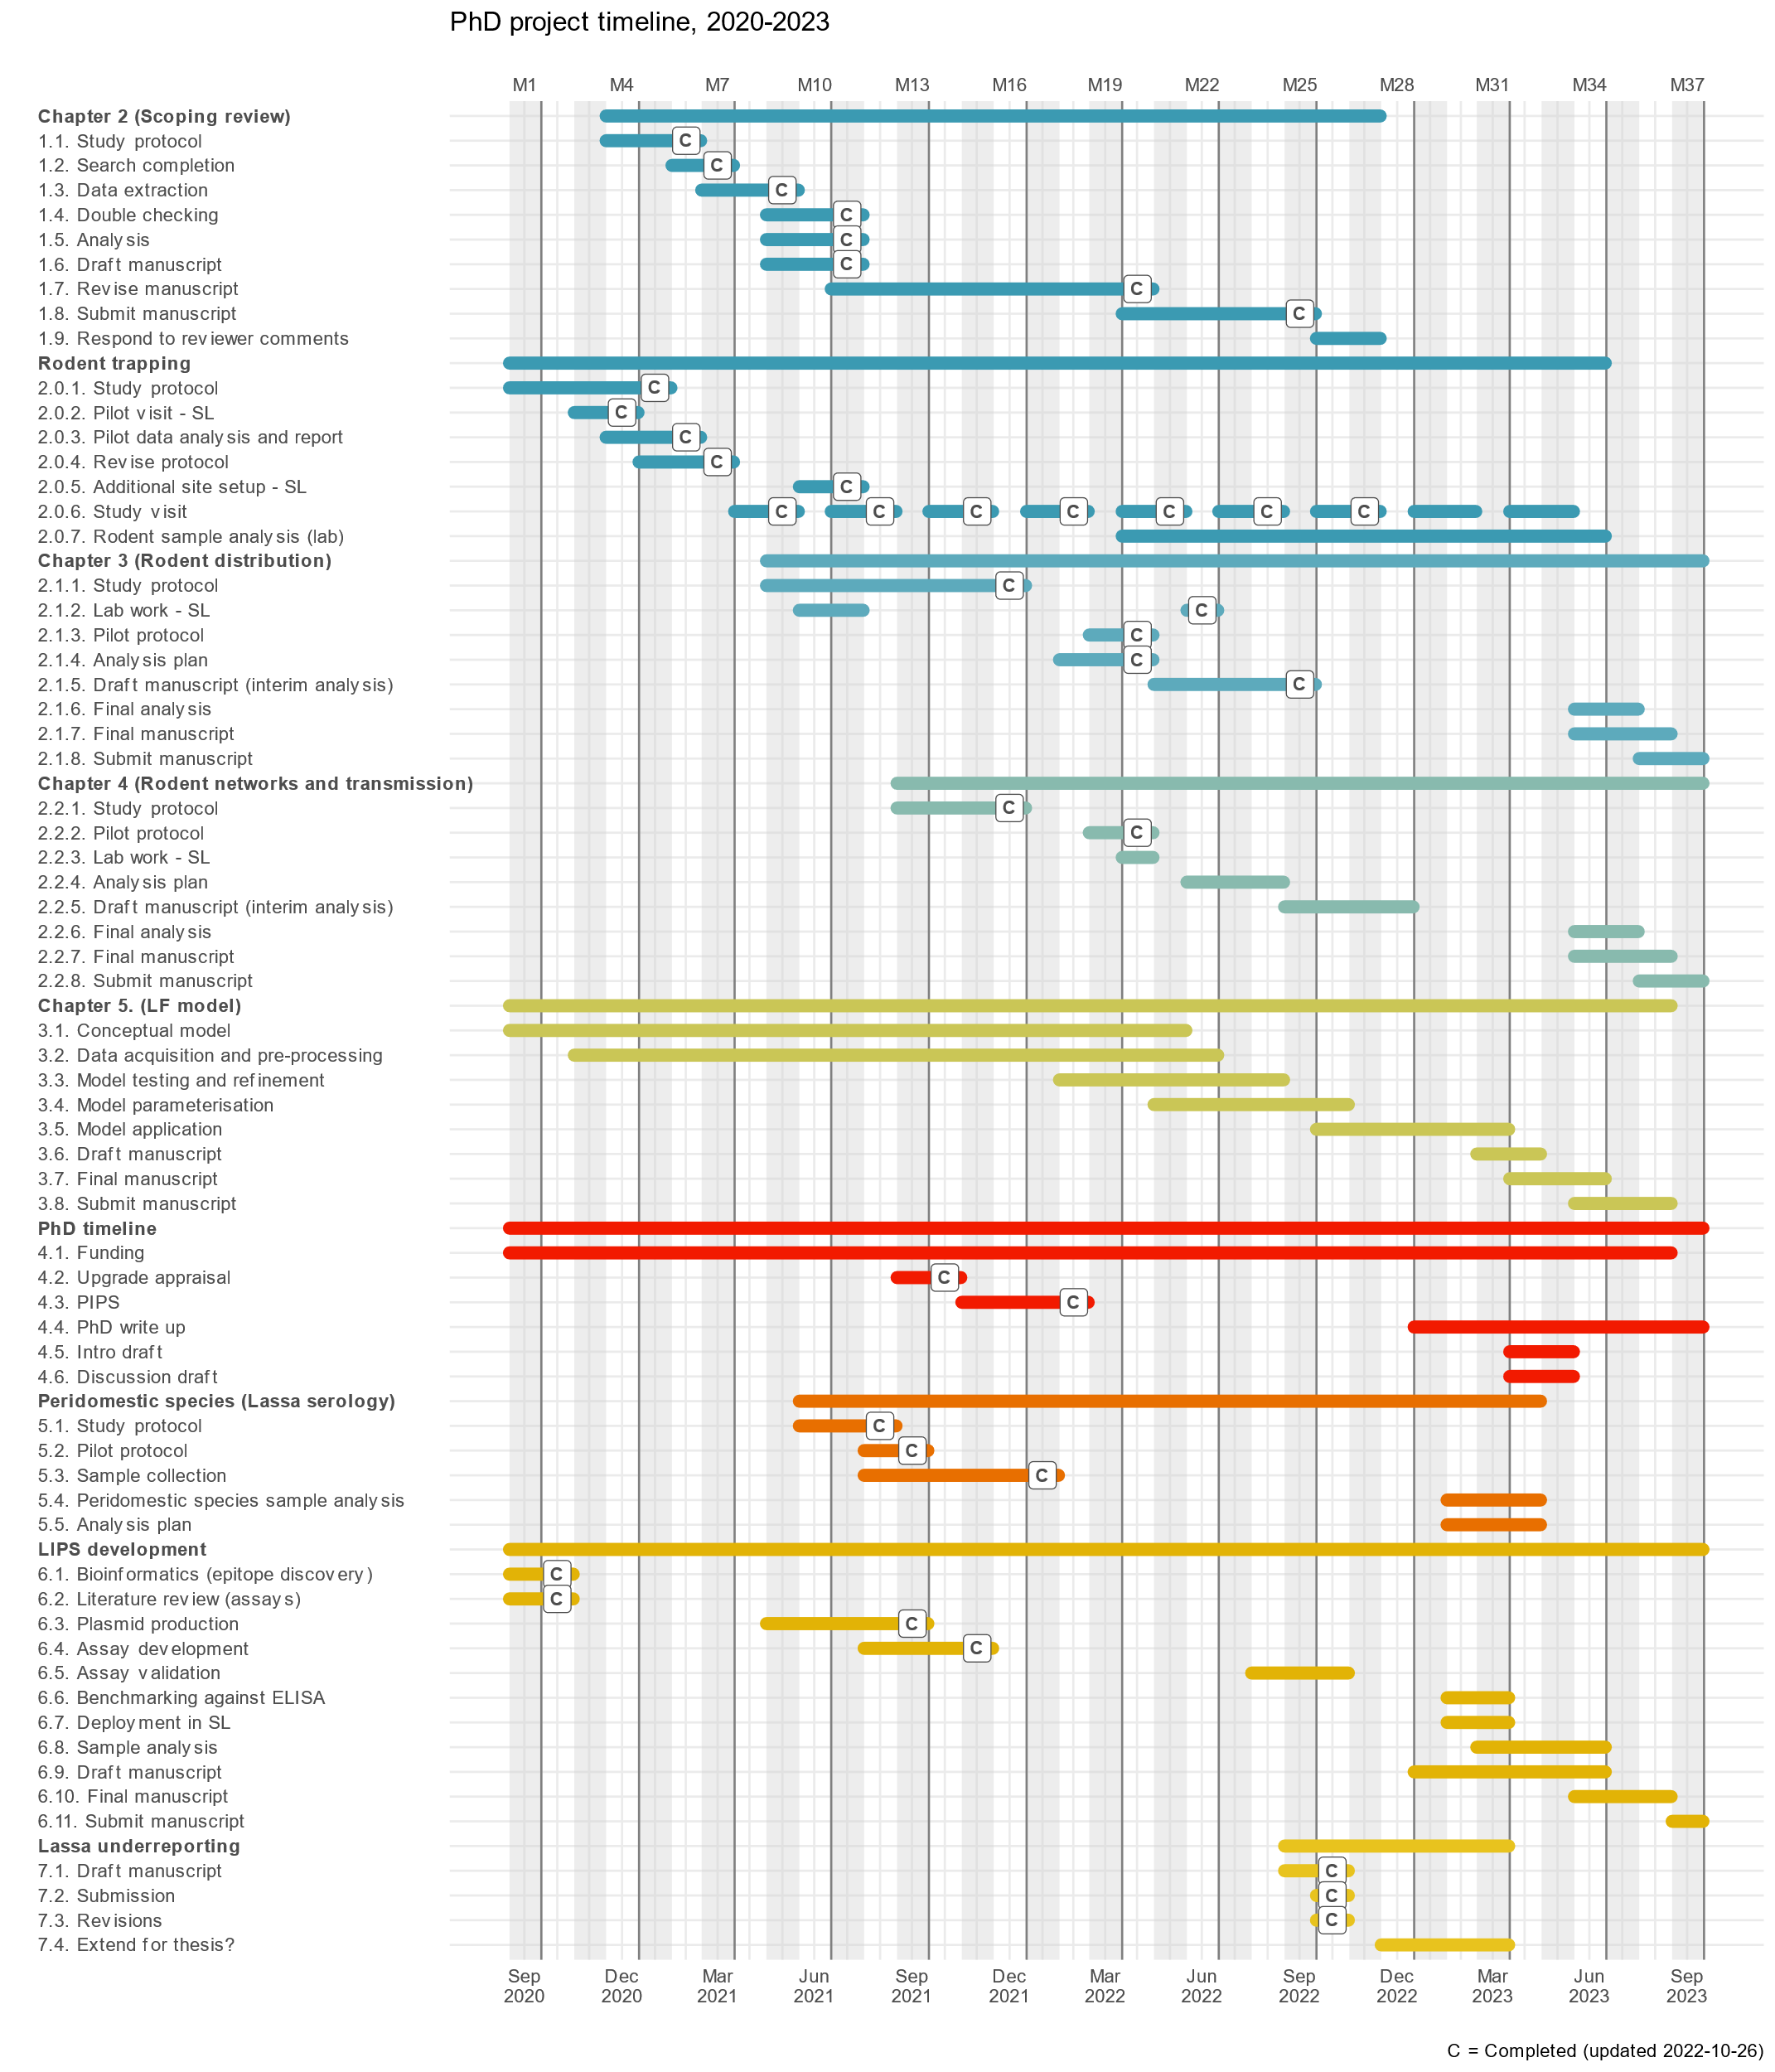 PhD project timeline, 2020-2023
M1 M4 M7 M10 M13 M16 M19 M22 M25 M28 M31 M34 M37
Chapter 2 (Scoping review)
1.1. Study protocol C
1.2. Search completion C
1.3. Data extraction C
1.4. Double checking C
1.5. Analysis C
1.6. Draft manuscript C
1.7. Revise manuscript C
1.8. Submit manuscript C
1.9. Respond to reviewer comments
Rodent trapping
2.0.1. Study protocol C
2.0.2. Pilot visit - SL C
2.0.3. Pilot data analysis and report C
2.0.4. Revise protocol C
2.0.5. Additional site setup - SL C
2.0.6. Study visit C C C C C C C
2.0.7. Rodent sample analysis (lab)
Chapter 3 (Rodent distribution)
2.1.1. Study protocol C
2.1.2. Lab work - SL C
2.1.3. Pilot protocol C
2.1.4. Analysis plan C
2.1.5. Draft manuscript (interim analysis) C
2.1.6. Final analysis
2.1.7. Final manuscript
2.1.8. Submit manuscript
Chapter 4 (Rodent networks and transmission)
2.2.1. Study protocol C
2.2.2. Pilot protocol C
2.2.3. Lab work - SL
2.2.4. Analysis plan
2.2.5. Draft manuscript (interim analysis)
2.2.6. Final analysis
2.2.7. Final manuscript
2.2.8. Submit manuscript
Chapter 5. (LF model)
3.1. Conceptual model
3.2. Data acquisition and pre-processing
3.3. Model testing and refinement
3.4. Model parameterisation
3.5. Model application
3.6. Draft manuscript
3.7. Final manuscript
3.8. Submit manuscript
PhD timeline
4.1. Funding
4.2. Upgrade appraisal C
4.3. PIPS C
4.4. PhD write up
4.5. Intro draft
4.6. Discussion draft
Peridomestic species (Lassa serology)
5.1. Study protocol C
5.2. Pilot protocol C
5.3. Sample collection C
5.4. Peridomestic species sample analysis
5.5. Analysis plan
LIPS development
6.1. Bioinformatics (epitope discovery) C
6.2. Literature review (assays) C
6.3. Plasmid production C
6.4. Assay development C
6.5. Assay validation
6.6. Benchmarking against ELISA
6.7. Deployment in SL
6.8. Sample analysis
6.9. Draft manuscript
6.10. Final manuscript
6.11. Submit manuscript
Lassa underreporting
7.1. Draft manuscript C
7.2. Submission C
7.3. Revisions C
7.4. Extend for thesis?
Sep Dec Mar Jun Sep Dec Mar Jun Sep Dec Mar Jun Sep
2020 2020 2021 2021 2021 2021 2022 2022 2022 2022 2023 2023 2023
C = Completed (updated 2022-10-26)